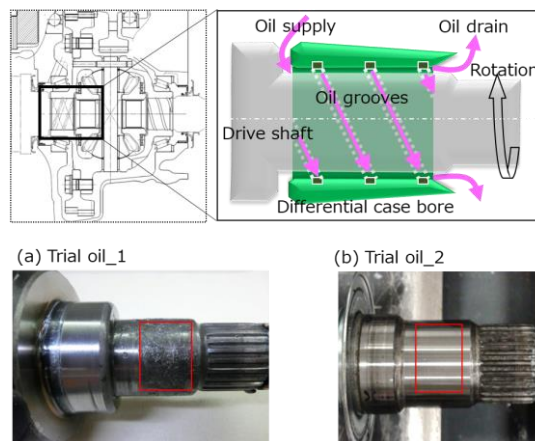 Oil supply
Oil drain
Rotation
Oil grooves
Drive shaft
Differential case bore
(a) Trial oil_1
(b) Trial oil_2